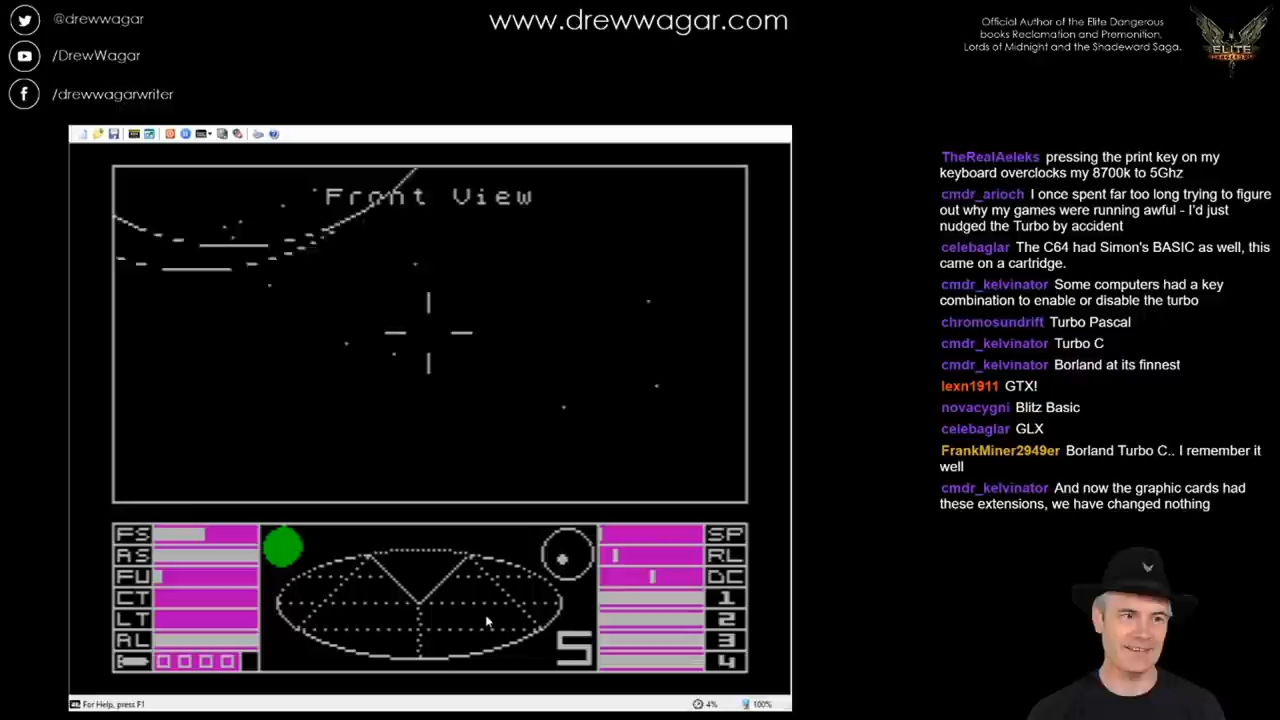 @drewwagar
/DrewWagar
/drewwagarwriter
www.drewwagar.com
Official Author of the Elite Dangerous
books Reclamation and Premonition,
Lords of Midnight and the Shadeward Saga.
ELITE
Front View
FS
AS
FU
CT
LT
AL
S
SP
RL
DC
1
2
3
4
For Help, press F1
4%
100%
TheRealAeleks pressing the print key on my
keyboard overclocks my 8700k to 5Ghz
cmdr_arioch I once spent far too long trying to figure
out why my games were running awful - I'd just
nudged the Turbo by accident
celebaglar The C64 had Simon's BASIC as well, this
came on a cartridge.
cmdr_kelvinator Some computers had a key
combination to enable or disable the turbo
chromosundrift Turbo Pascal
cmdr_kelvinator Turbo C
cmdr_kelvinator Borland at its finnest
lexn1911 GTX!
novacygni Blitz Basic
celebaglar GLX
FrankMiner2949er Borland Turbo C.. I remember it
well
cmdr_kelvinator And now the graphic cards had
these extensions, we have changed nothing